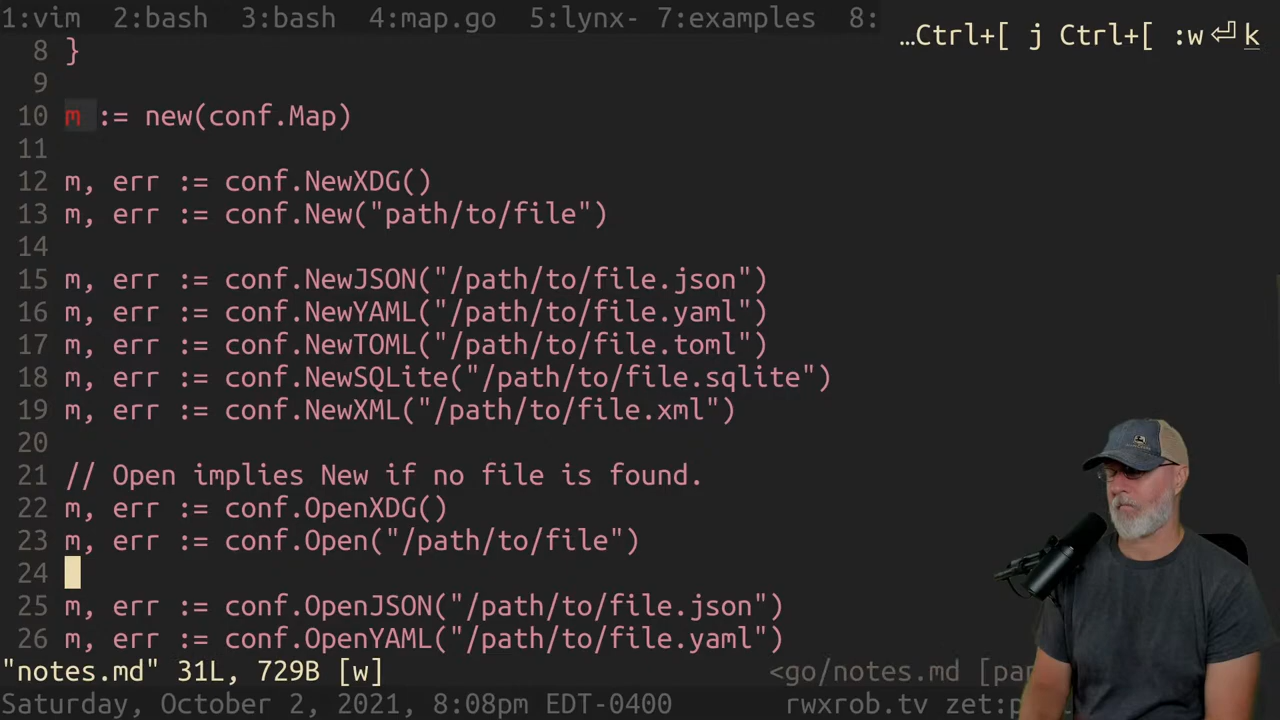 1:vim 2:bash 3:bash 4:map.go 5:lynx- 7:examples 8:
…Ctrl+[ j Ctrl+[ :w⏎k
8 }
9
10 m := new(conf.Map)
11
12 m, err := conf.NewXDG()
13 m, err := conf.New("path/to/file")
14
15 m, err := conf.NewJSON("/path/to/file.json")
16 m, err := conf.NewYAML("/path/to/file.yaml")
17 m, err := conf.NewTOML("/path/to/file.toml")
18 m, err := conf.NewSQLite("/path/to/file.sqlite")
19 m, err := conf.NewXML("/path/to/file.xml")
20
21 // Open implies New if no file is found.
22 m, err := conf.OpenXDG()
23 m, err := conf.Open("/path/to/file")
24
25 m, err := conf.OpenJSON("/path/to/file.json")
26 m, err := conf.OpenYAML("/path/to/file.yaml")
"notes.md" 31L, 729B [w] <go/notes.md
Saturday, October 2, 2021, 8:08pm EDT-0400 rwxrob.tv